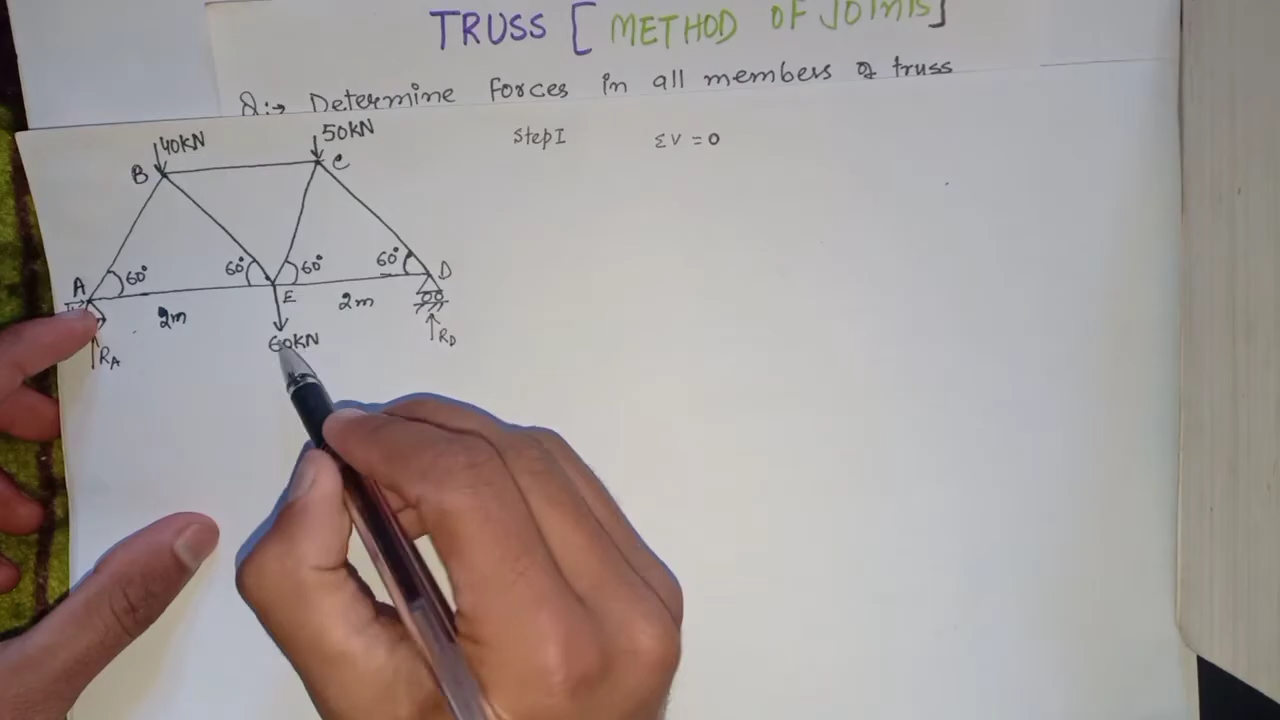 TRUSS [ METHOD OF JOINTS]
Q:→ Determine forces in all members of truss
Step I ΣV = 0
40KN
50KN
B
C
A
60°
60°
60°
60°
D
E
2m
2m
60KN
RA
RD